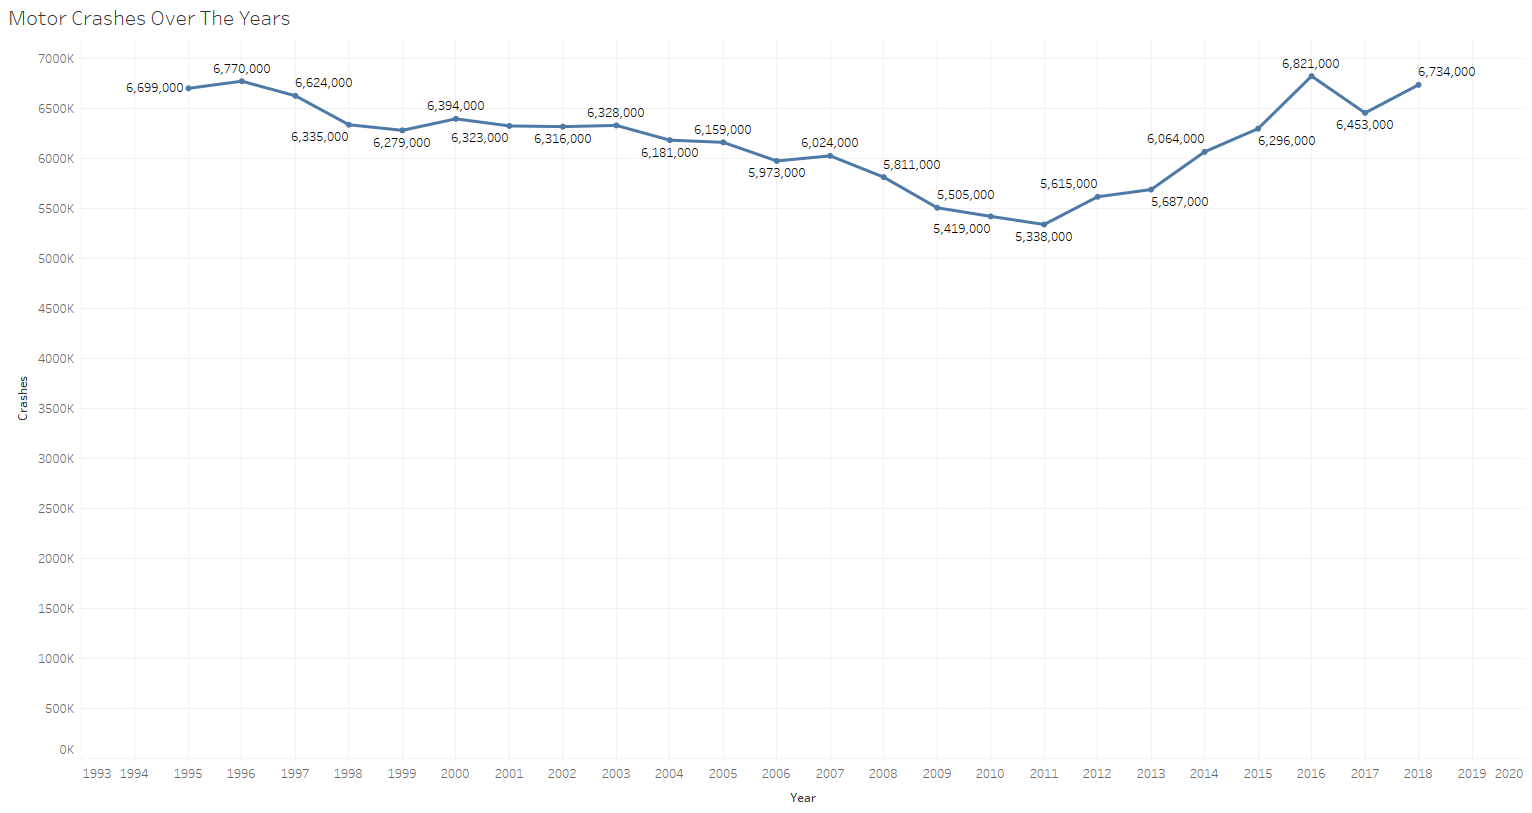 Motor Crashes Over The Years
7000K
6500K
6000K
5500K
5000K
4500K
4000K
3500K
3000K
2500K
2000K
1500K
1000K
500K
0K
Crashes
6,699,000
6,770,000
6,624,000
6,335,000
6,279,000
6,394,000
6,323,000
6,316,000
6,328,000
6,181,000
6,159,000
5,973,000
6,024,000
5,811,000
5,505,000
5,419,000
5,338,000
5,615,000
5,687,000
6,064,000
6,296,000
6,821,000
6,453,000
6,734,000
1993 1994 1995 1996 1997 1998 1999 2000 2001 2002 2003 2004 2005 2006 2007 2008 2009 2010 2011 2012 2013 2014 2015 2016 2017 2018 2019 2020
Year